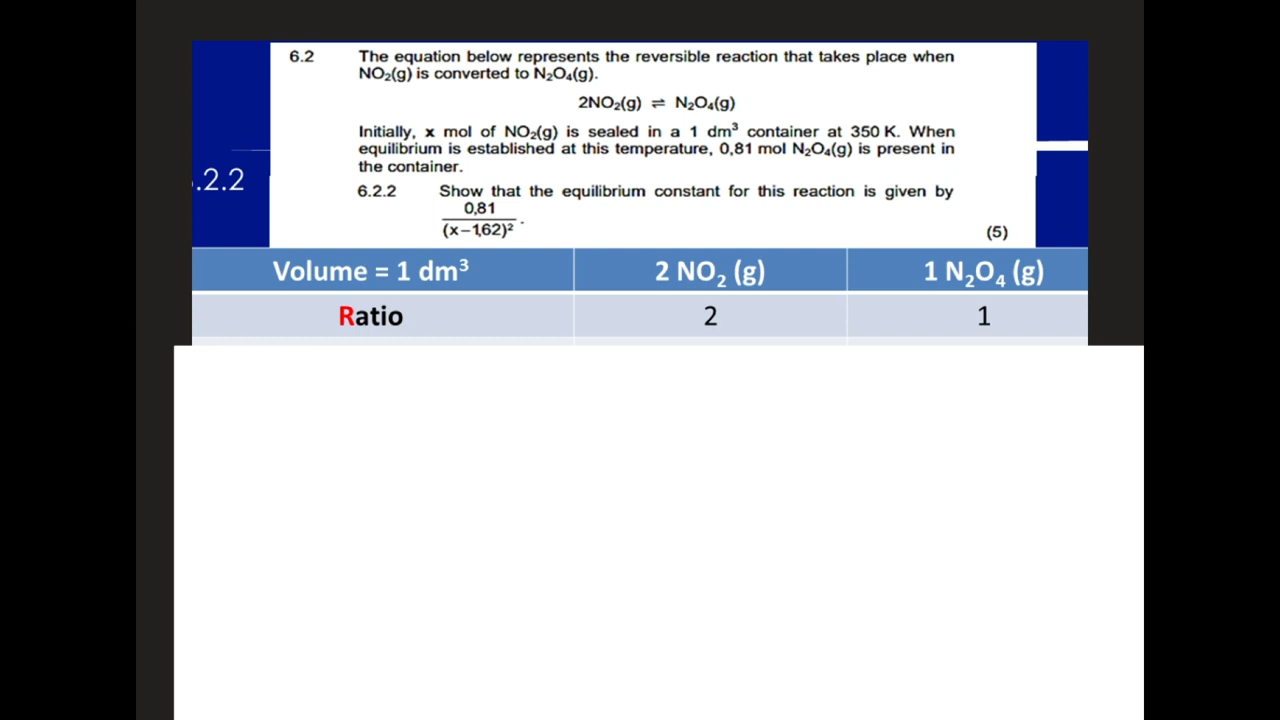 6.2 The equation below represents the reversible reaction that takes place when
NO₂(g) is converted to N₂O₄(g).
2NO₂(g) ⇌ N₂O₄(g)
Initially, x mol of NO₂(g) is sealed in a 1 dm³ container at 350 K. When
equilibrium is established at this temperature, 0,81 mol N₂O₄(g) is present in
the container.
.2.2
6.2.2 Show that the equilibrium constant for this reaction is given by
0,81
(x−1,62)² .
(5)
Volume = 1 dm³ 2 NO₂ (g) 1 N₂O₄ (g)
Ratio 2 1